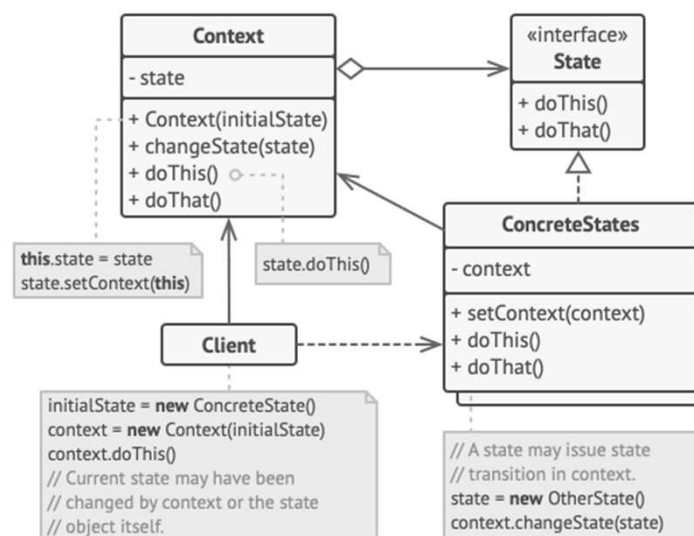 Context
- state
+ Context(initialState)
+ changeState(state)
+ doThis()
+ doThat()
«interface»
State
+ doThis()
+ doThat()
this.state = state
state.setContext(this)
state.doThis()
ConcreteStates
- context
+ setContext(context)
+ doThis()
+ doThat()
Client
initialState = new ConcreteState()
context = new Context(initialState)
context.doThis()
// Current state may have been
// changed by context or the state
// object itself.
// A state may issue state
// transition in context.
state = new OtherState()
context.changeState(state)